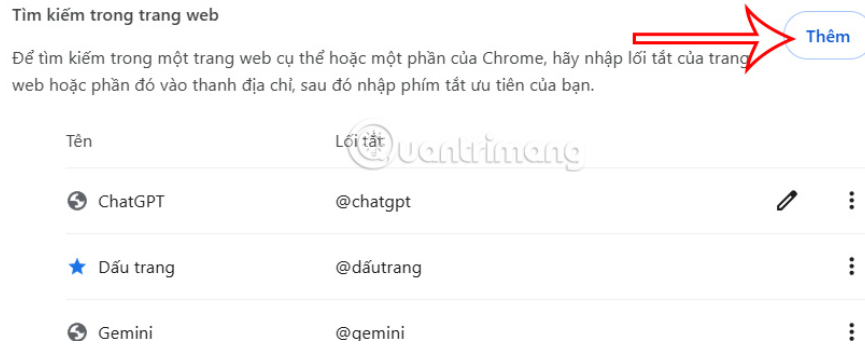 Tìm kiếm trong trang web
Thêm
Để tìm kiếm trong một trang web cụ thể hoặc một phần của Chrome, hãy nhập lối tắt của trang
web hoặc phần đó vào thanh địa chỉ, sau đó nhập phím tắt ưu tiên của bạn.
Tên Lối tắt
Quantrimang
ChatGPT @chatgpt
Dấu trang @dấutrang
Gemini @gemini